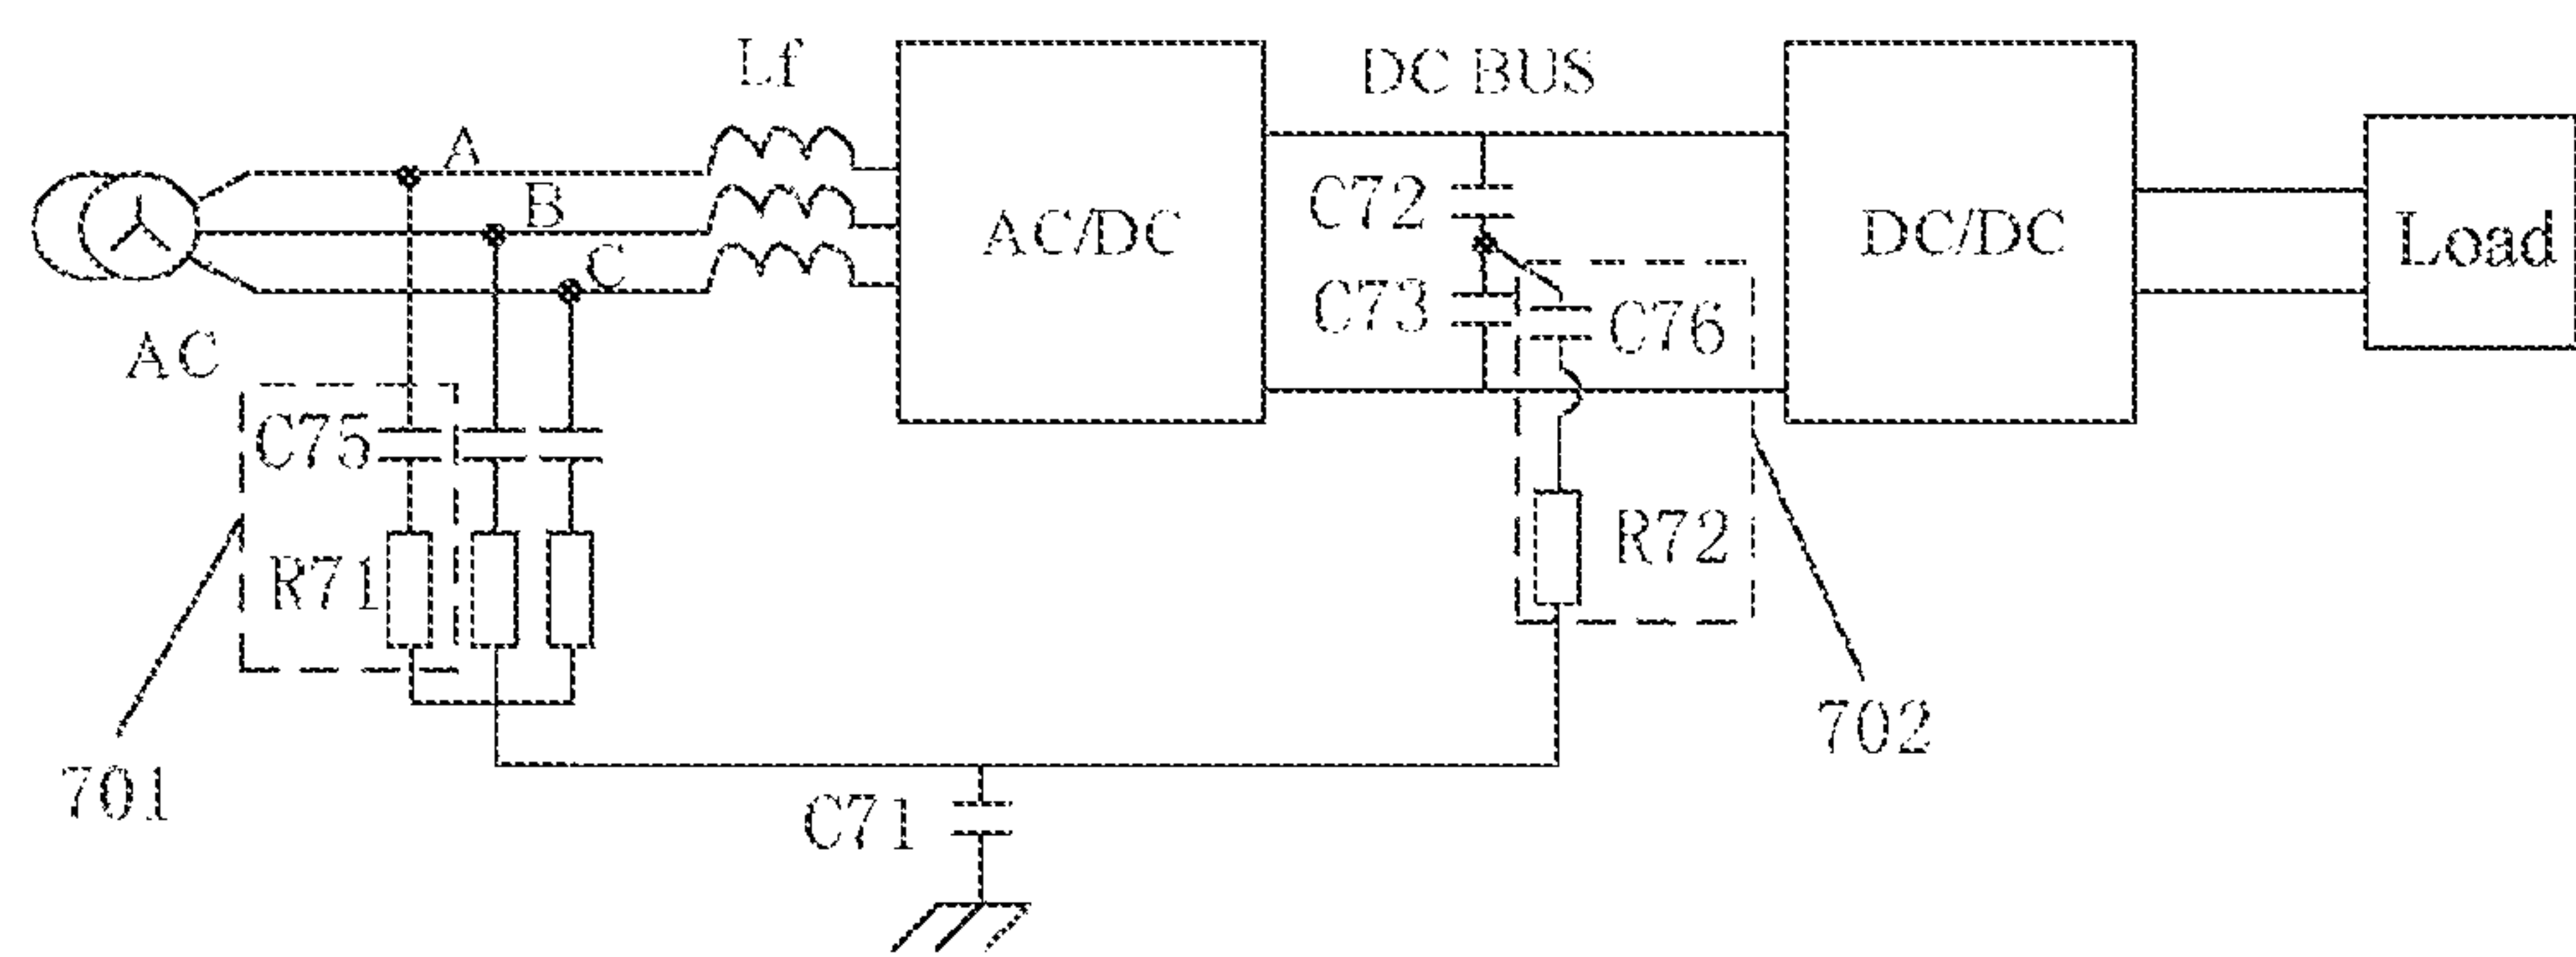 Lf
DC BUS
A
B
C
AC
AC/DC
C72
C73
C76
DC/DC
Load
C75
R71
R72
701
702
C71